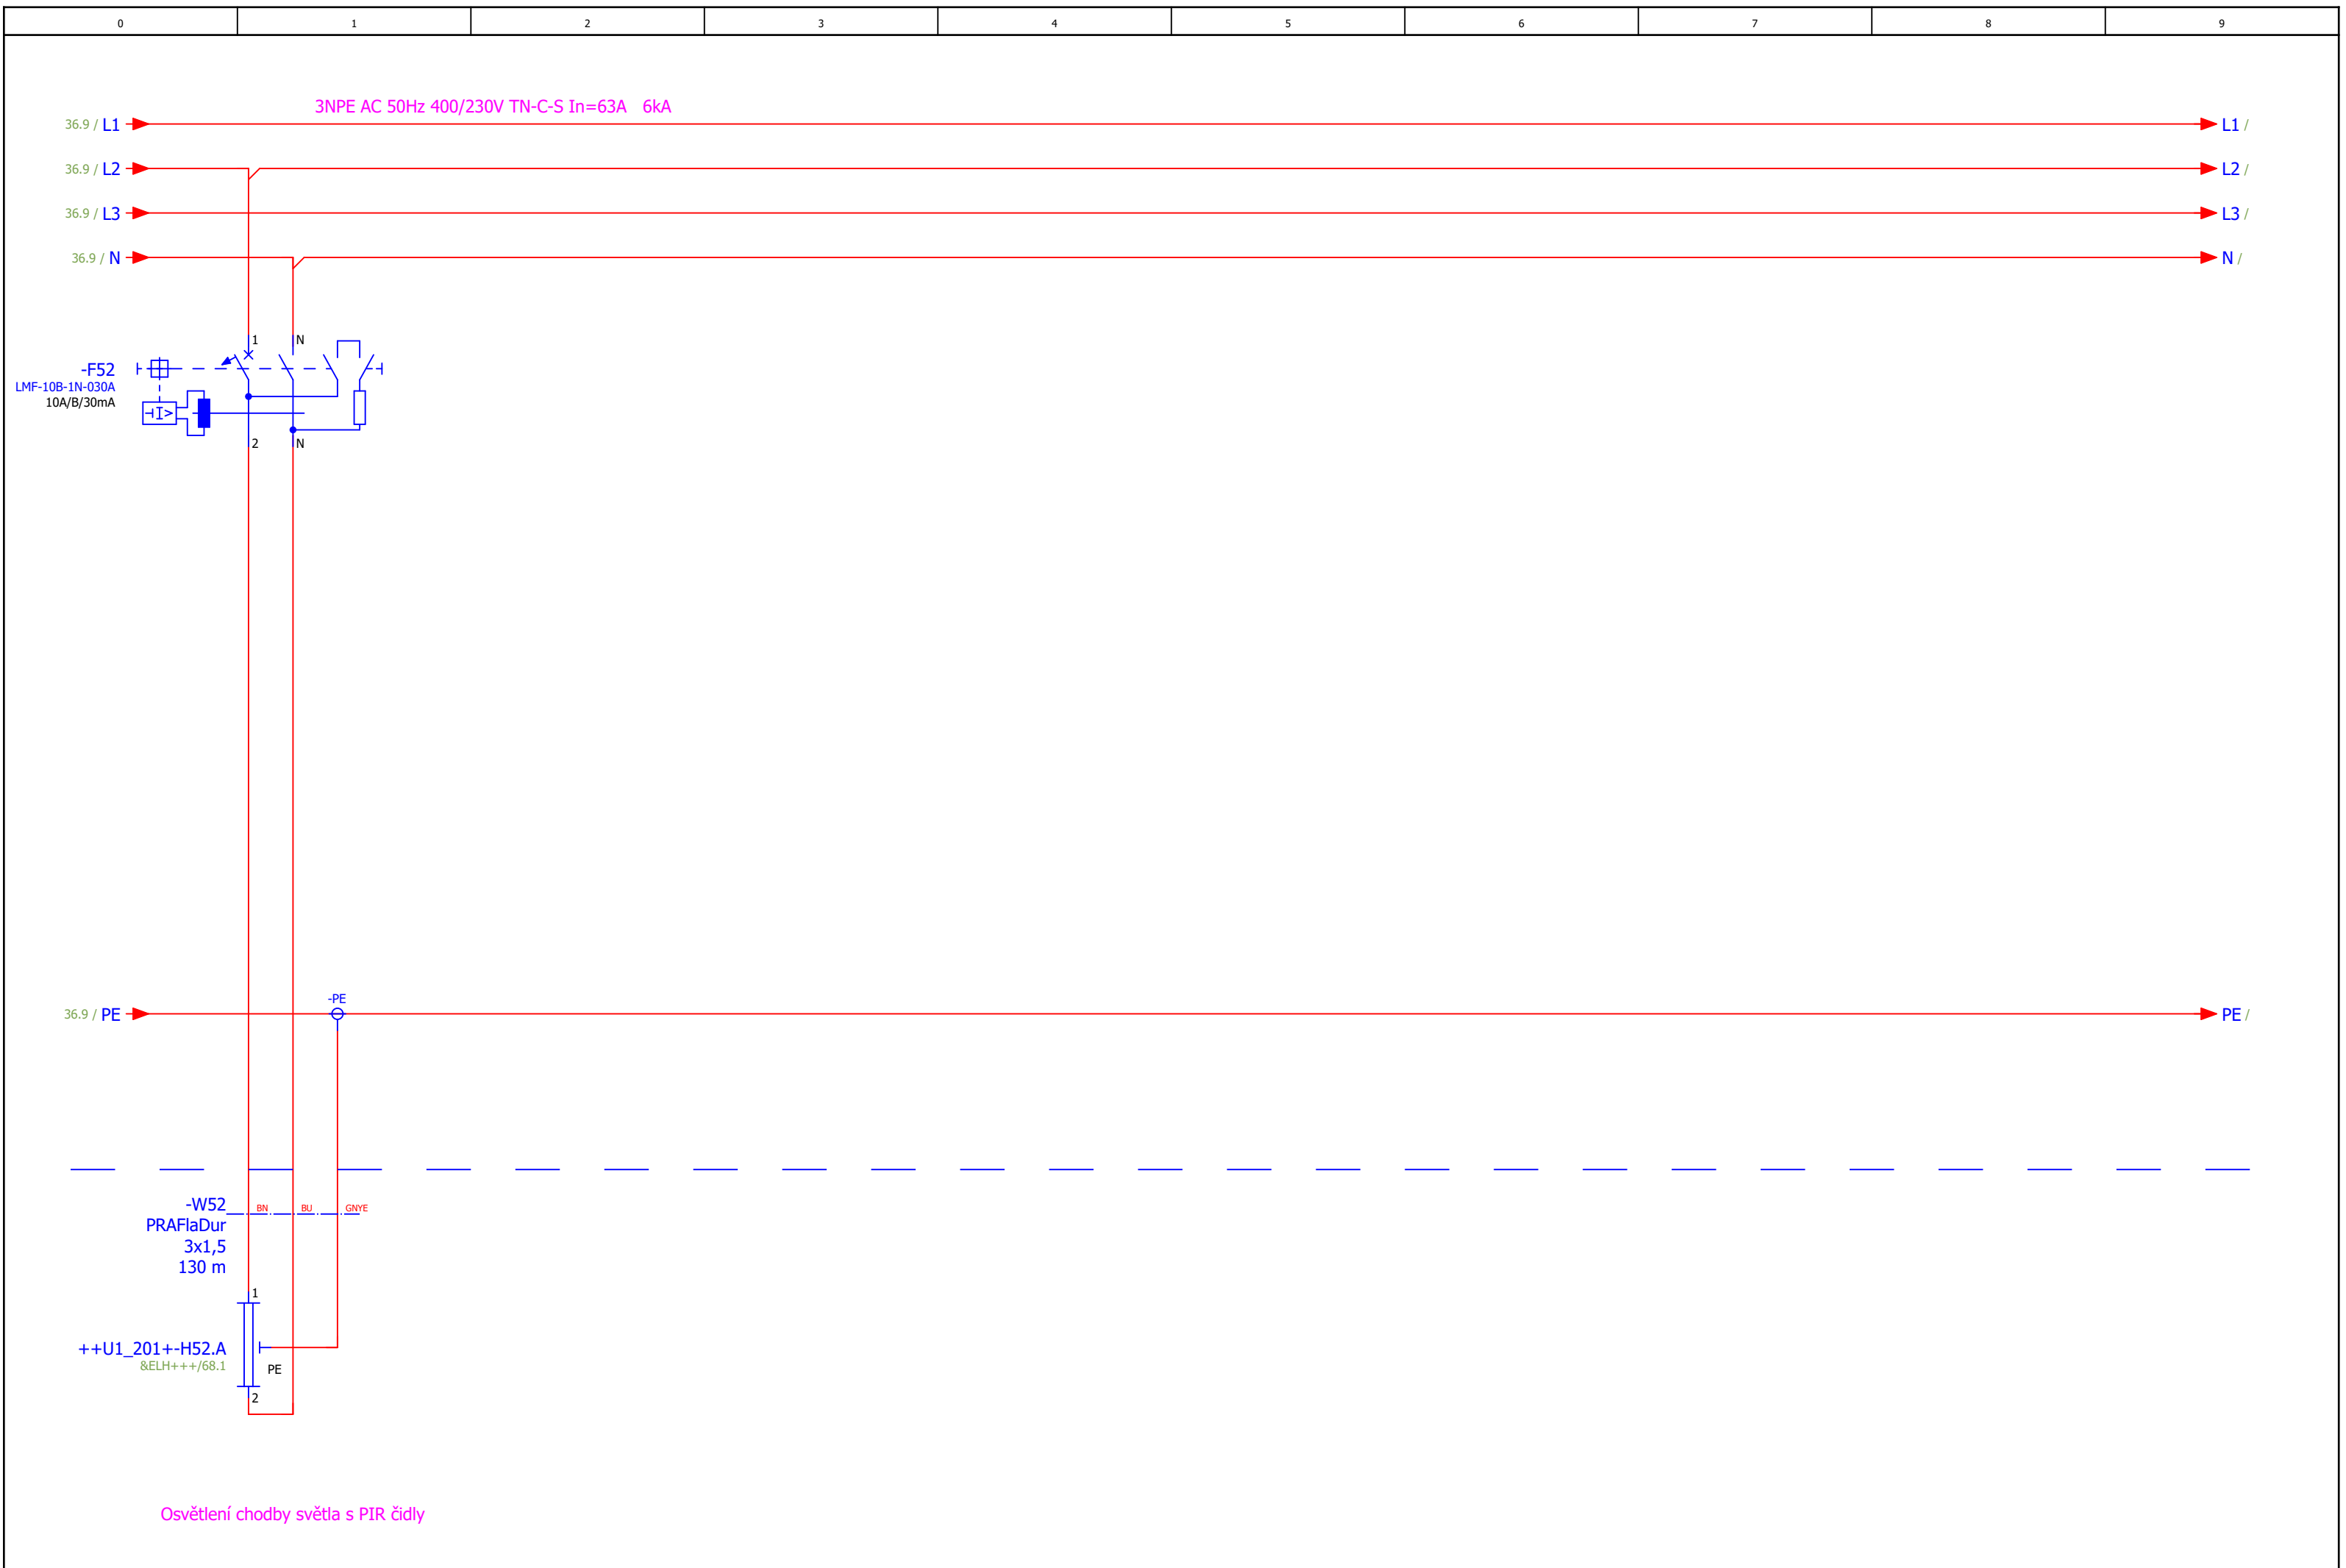 0 1 2 3 4 5 6 7 8 9
3NPE AC 50Hz 400/230V TN-C-S In=63A 6kA
36.9 / L1 L1 /
36.9 / L2 L2 /
36.9 / L3 L3 /
36.9 / N N /
1 N
-F52
LMF-10B-1N-030A
10A/B/30mA
I>
2 N
-PE
36.9 / PE PE /
-W52
BN BU GNYE
PRAFlaDur
3x1,5
130 m
1
++U1_201+-H52.A
&ELH+++/68.1
PE
2
Osvětlení chodby světla s PIR čidly